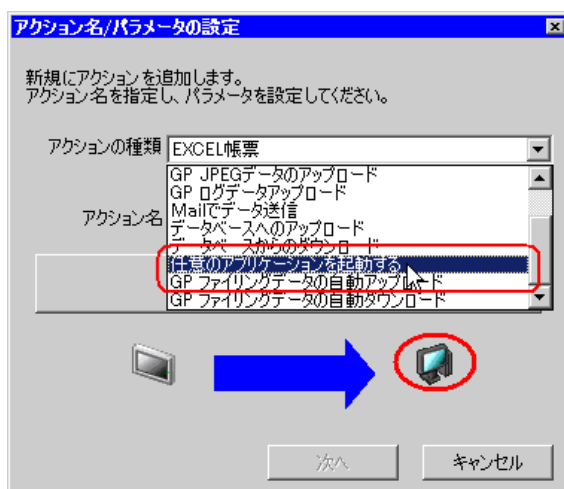 アクション名/パラメータの設定
新規にアクションを追加します。
アクション名を指定し、パラメータを設定してください。
アクションの種類 EXCEL帳票
GP JPEGデータのアップロード
GP ログデータアップロード
Mailでデータ送信
アクション名
データベースへのアップロード
データベースからのダウンロード
任意のアプリケーションを起動する
GP ファイリングデータの自動アップロード
GP ファイリングデータの自動ダウンロード
次へ キャンセル